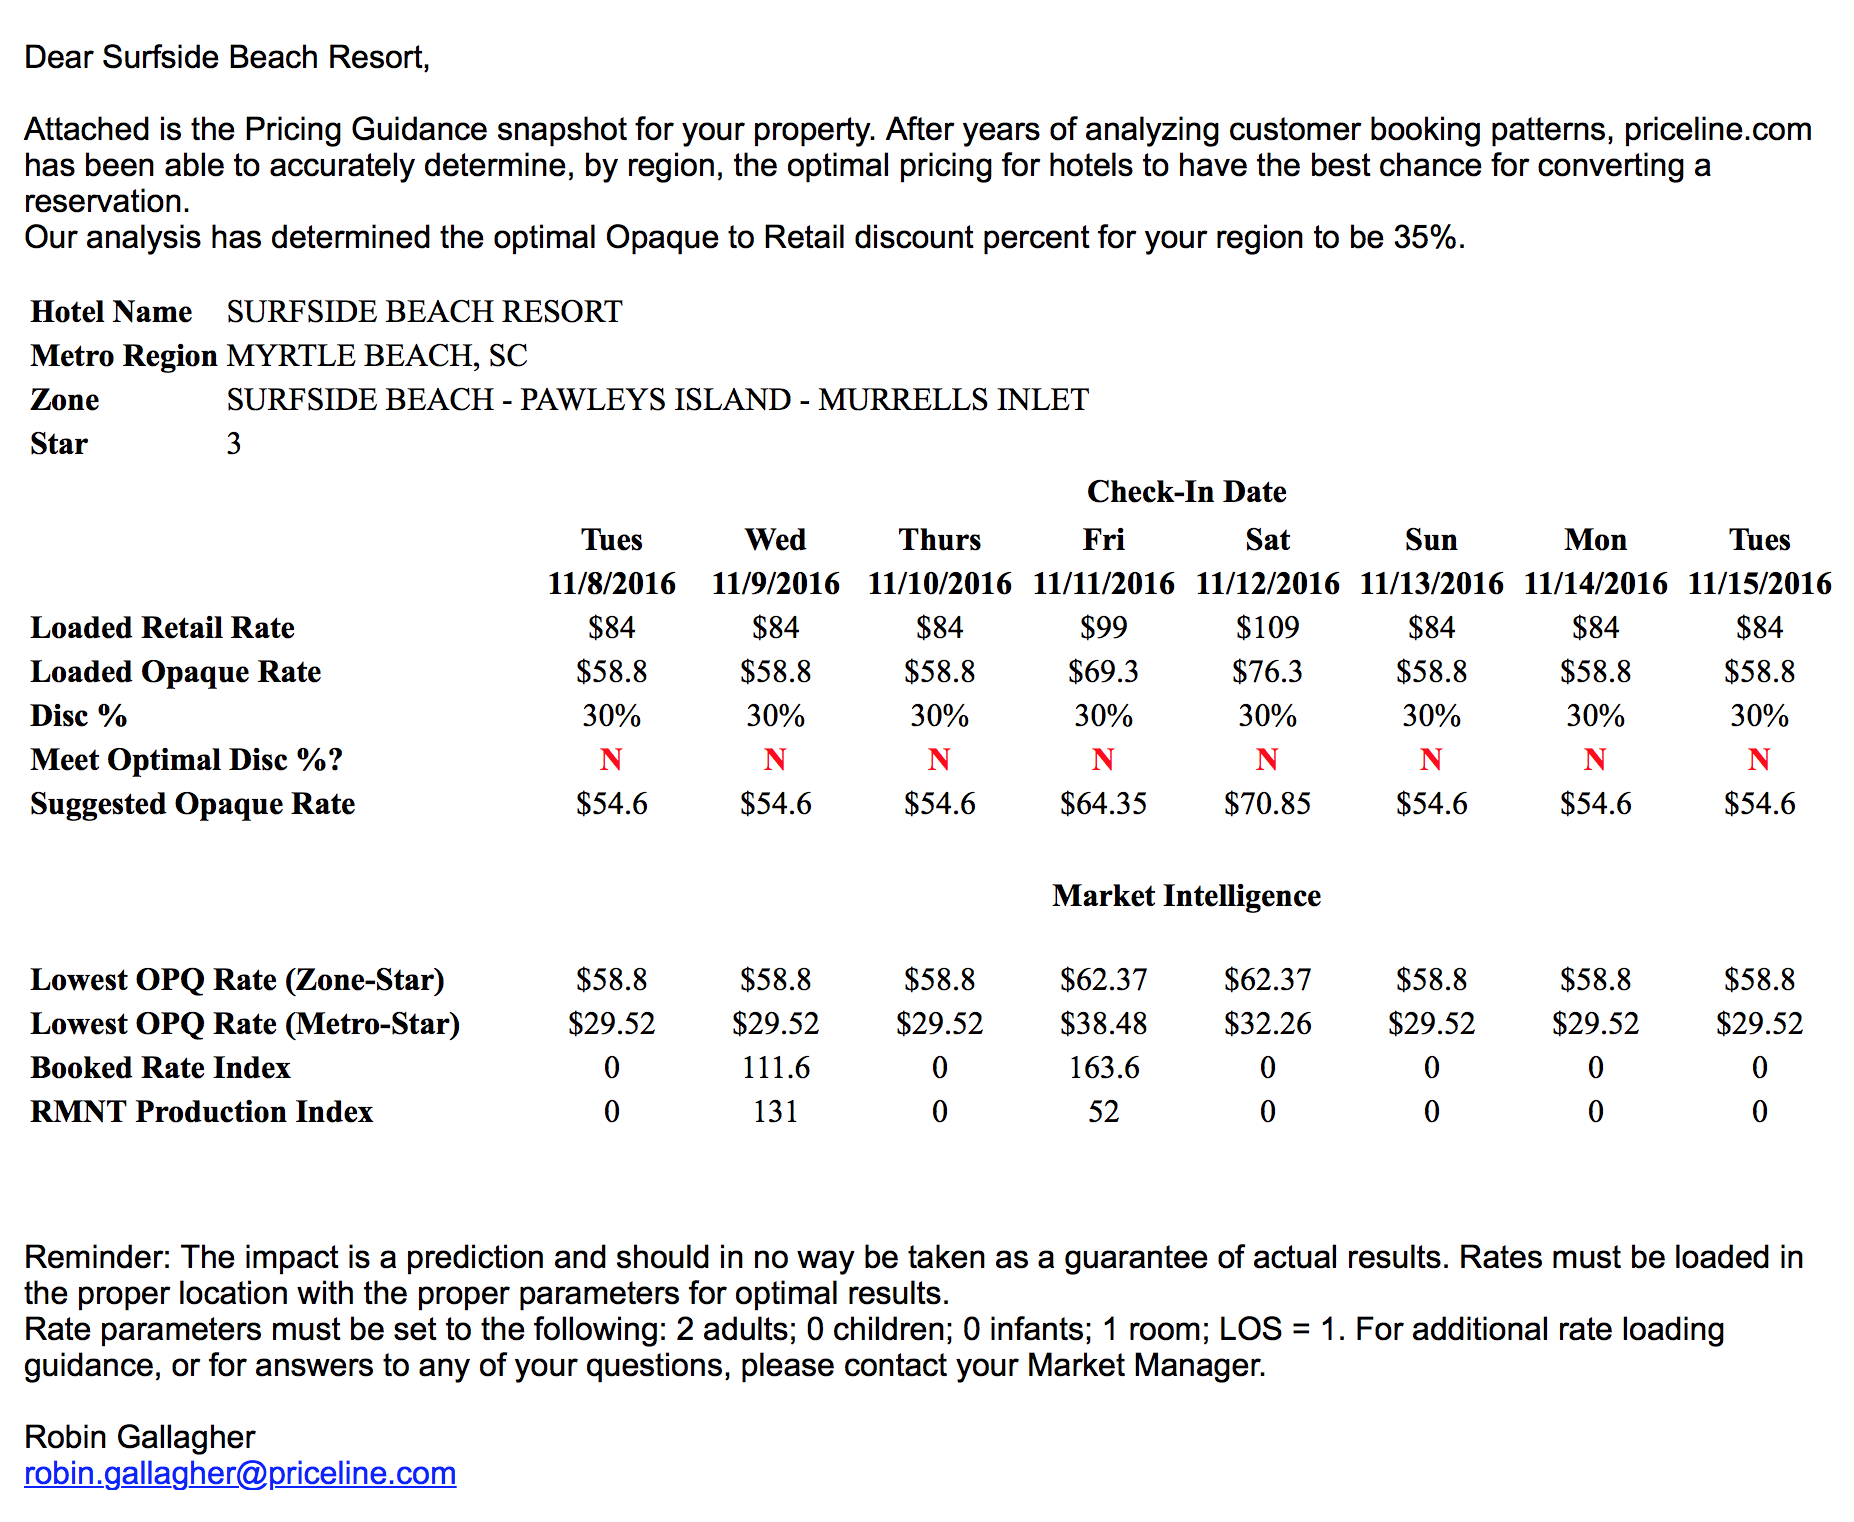 Dear Surfside Beach Resort,
Attached is the Pricing Guidance snapshot for your property. After years of analyzing customer booking patterns, priceline.com
has been able to accurately determine, by region, the optimal pricing for hotels to have the best chance for converting a
reservation.
Our analysis has determined the optimal Opaque to Retail discount percent for your region to be 35%.
Hotel Name SURFSIDE BEACH RESORT
Metro Region MYRTLE BEACH, SC
Zone SURFSIDE BEACH - PAWLEYS ISLAND - MURRELLS INLET
Star 3
Check-In Date
Tues Wed Thurs Fri Sat Sun Mon Tues
11/8/2016 11/9/2016 11/10/2016 11/11/2016 11/12/2016 11/13/2016 11/14/2016 11/15/2016
Loaded Retail Rate $84 $84 $84 $99 $109 $84 $84 $84
Loaded Opaque Rate $58.8 $58.8 $58.8 $69.3 $76.3 $58.8 $58.8 $58.8
Disc % 30% 30% 30% 30% 30% 30% 30% 30%
Meet Optimal Disc %? N N N N N N N N
Suggested Opaque Rate $54.6 $54.6 $54.6 $64.35 $70.85 $54.6 $54.6 $54.6
Market Intelligence
Lowest OPQ Rate (Zone-Star) $58.8 $58.8 $58.8 $62.37 $62.37 $58.8 $58.8 $58.8
Lowest OPQ Rate (Metro-Star) $29.52 $29.52 $29.52 $38.48 $32.26 $29.52 $29.52 $29.52
Booked Rate Index 0 111.6 0 163.6 0 0 0 0
RMNT Production Index 0 131 0 52 0 0 0 0
Reminder: The impact is a prediction and should in no way be taken as a guarantee of actual results. Rates must be loaded in
the proper location with the proper parameters for optimal results.
Rate parameters must be set to the following: 2 adults; 0 children; 0 infants; 1 room; LOS = 1. For additional rate loading
guidance, or for answers to any of your questions, please contact your Market Manager.
Robin Gallagher
robin.gallagher@priceline.com